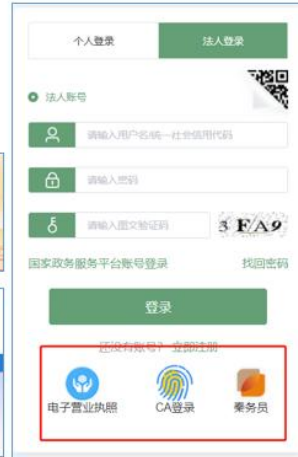 个人登录
法人登录
法人账号
请输入用户名/统一社会信用代码
请输入密码
请输入图文验证码
3 F A 9
国家政务服务平台账号登录
找回密码
登录
还没有账号？ 立即注册
电子营业执照
CA登录
秦务员